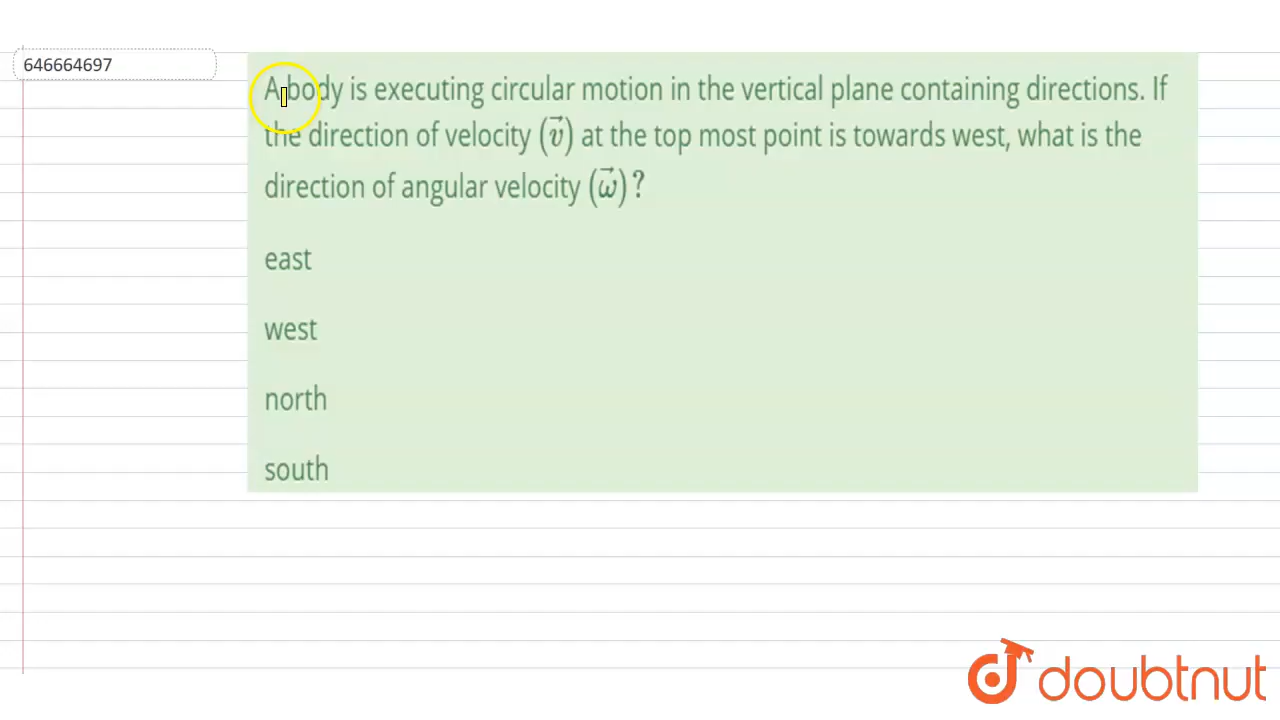 646664697
A body is executing circular motion in the vertical plane containing directions. If
the direction of velocity (v⃗) at the top most point is towards west, what is the
direction of angular velocity (ω⃗)?
east
west
north
south
doubtnut